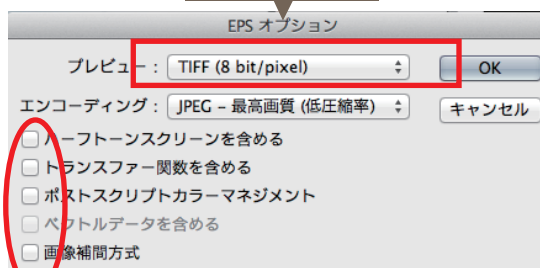 EPS オプション
プレビュー： TIFF (8 bit/pixel) OK
エンコーディング： JPEG – 最高画質 (低圧縮率) キャンセル
ハーフトーンスクリーンを含める
トランスファー関数を含める
ポストスクリプトカラーマネジメント
ベクトルデータを含める
画像補間方式